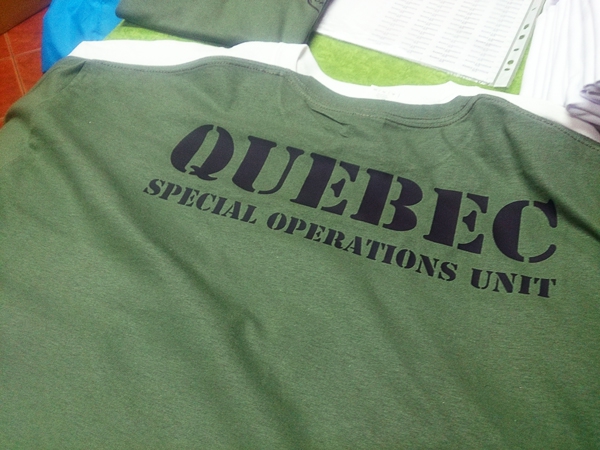 QUEBEC
SPECIAL OPERATIONS UNIT